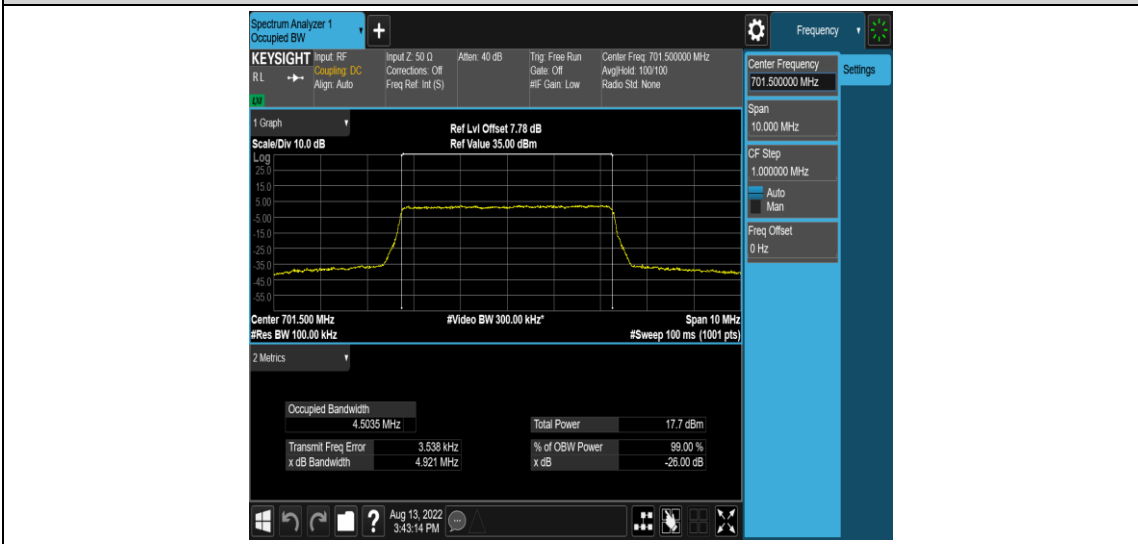 Spectrum Analyzer 1
Occupied BW
+
Frequency
KEYSIGHT
RL
LXI
Input: RF
Coupling: DC
Align: Auto
Input Z: 50 Ω
Corrections: Off
Freq Ref: Int (S)
Atten: 40 dB
Trig: Free Run
Gate: Off
#IF Gain: Low
Center Freq: 701.500000 MHz
Avg|Hold: 100/100
Radio Std: None
Center Frequency
701.500000 MHz
Settings
Span
10.000 MHz
CF Step
1.000000 MHz
Auto
Man
Freq Offset
0 Hz
1 Graph
Scale/Div 10.0 dB
Ref Lvl Offset 7.78 dB
Ref Value 35.00 dBm
Log
25.0
15.0
5.00
-5.00
-15.0
-25.0
-35.0
-45.0
-55.0
Center 701.500 MHz
#Video BW 300.00 kHz*
Span 10 MHz
#Res BW 100.00 kHz
#Sweep 100 ms (1001 pts)
2 Metrics
Occupied Bandwidth
4.5035 MHz
Total Power 17.7 dBm
Transmit Freq Error 3.538 kHz
% of OBW Power 99.00 %
x dB Bandwidth 4.921 MHz
x dB -26.00 dB
?
Aug 13, 2022
3:43:14 PM